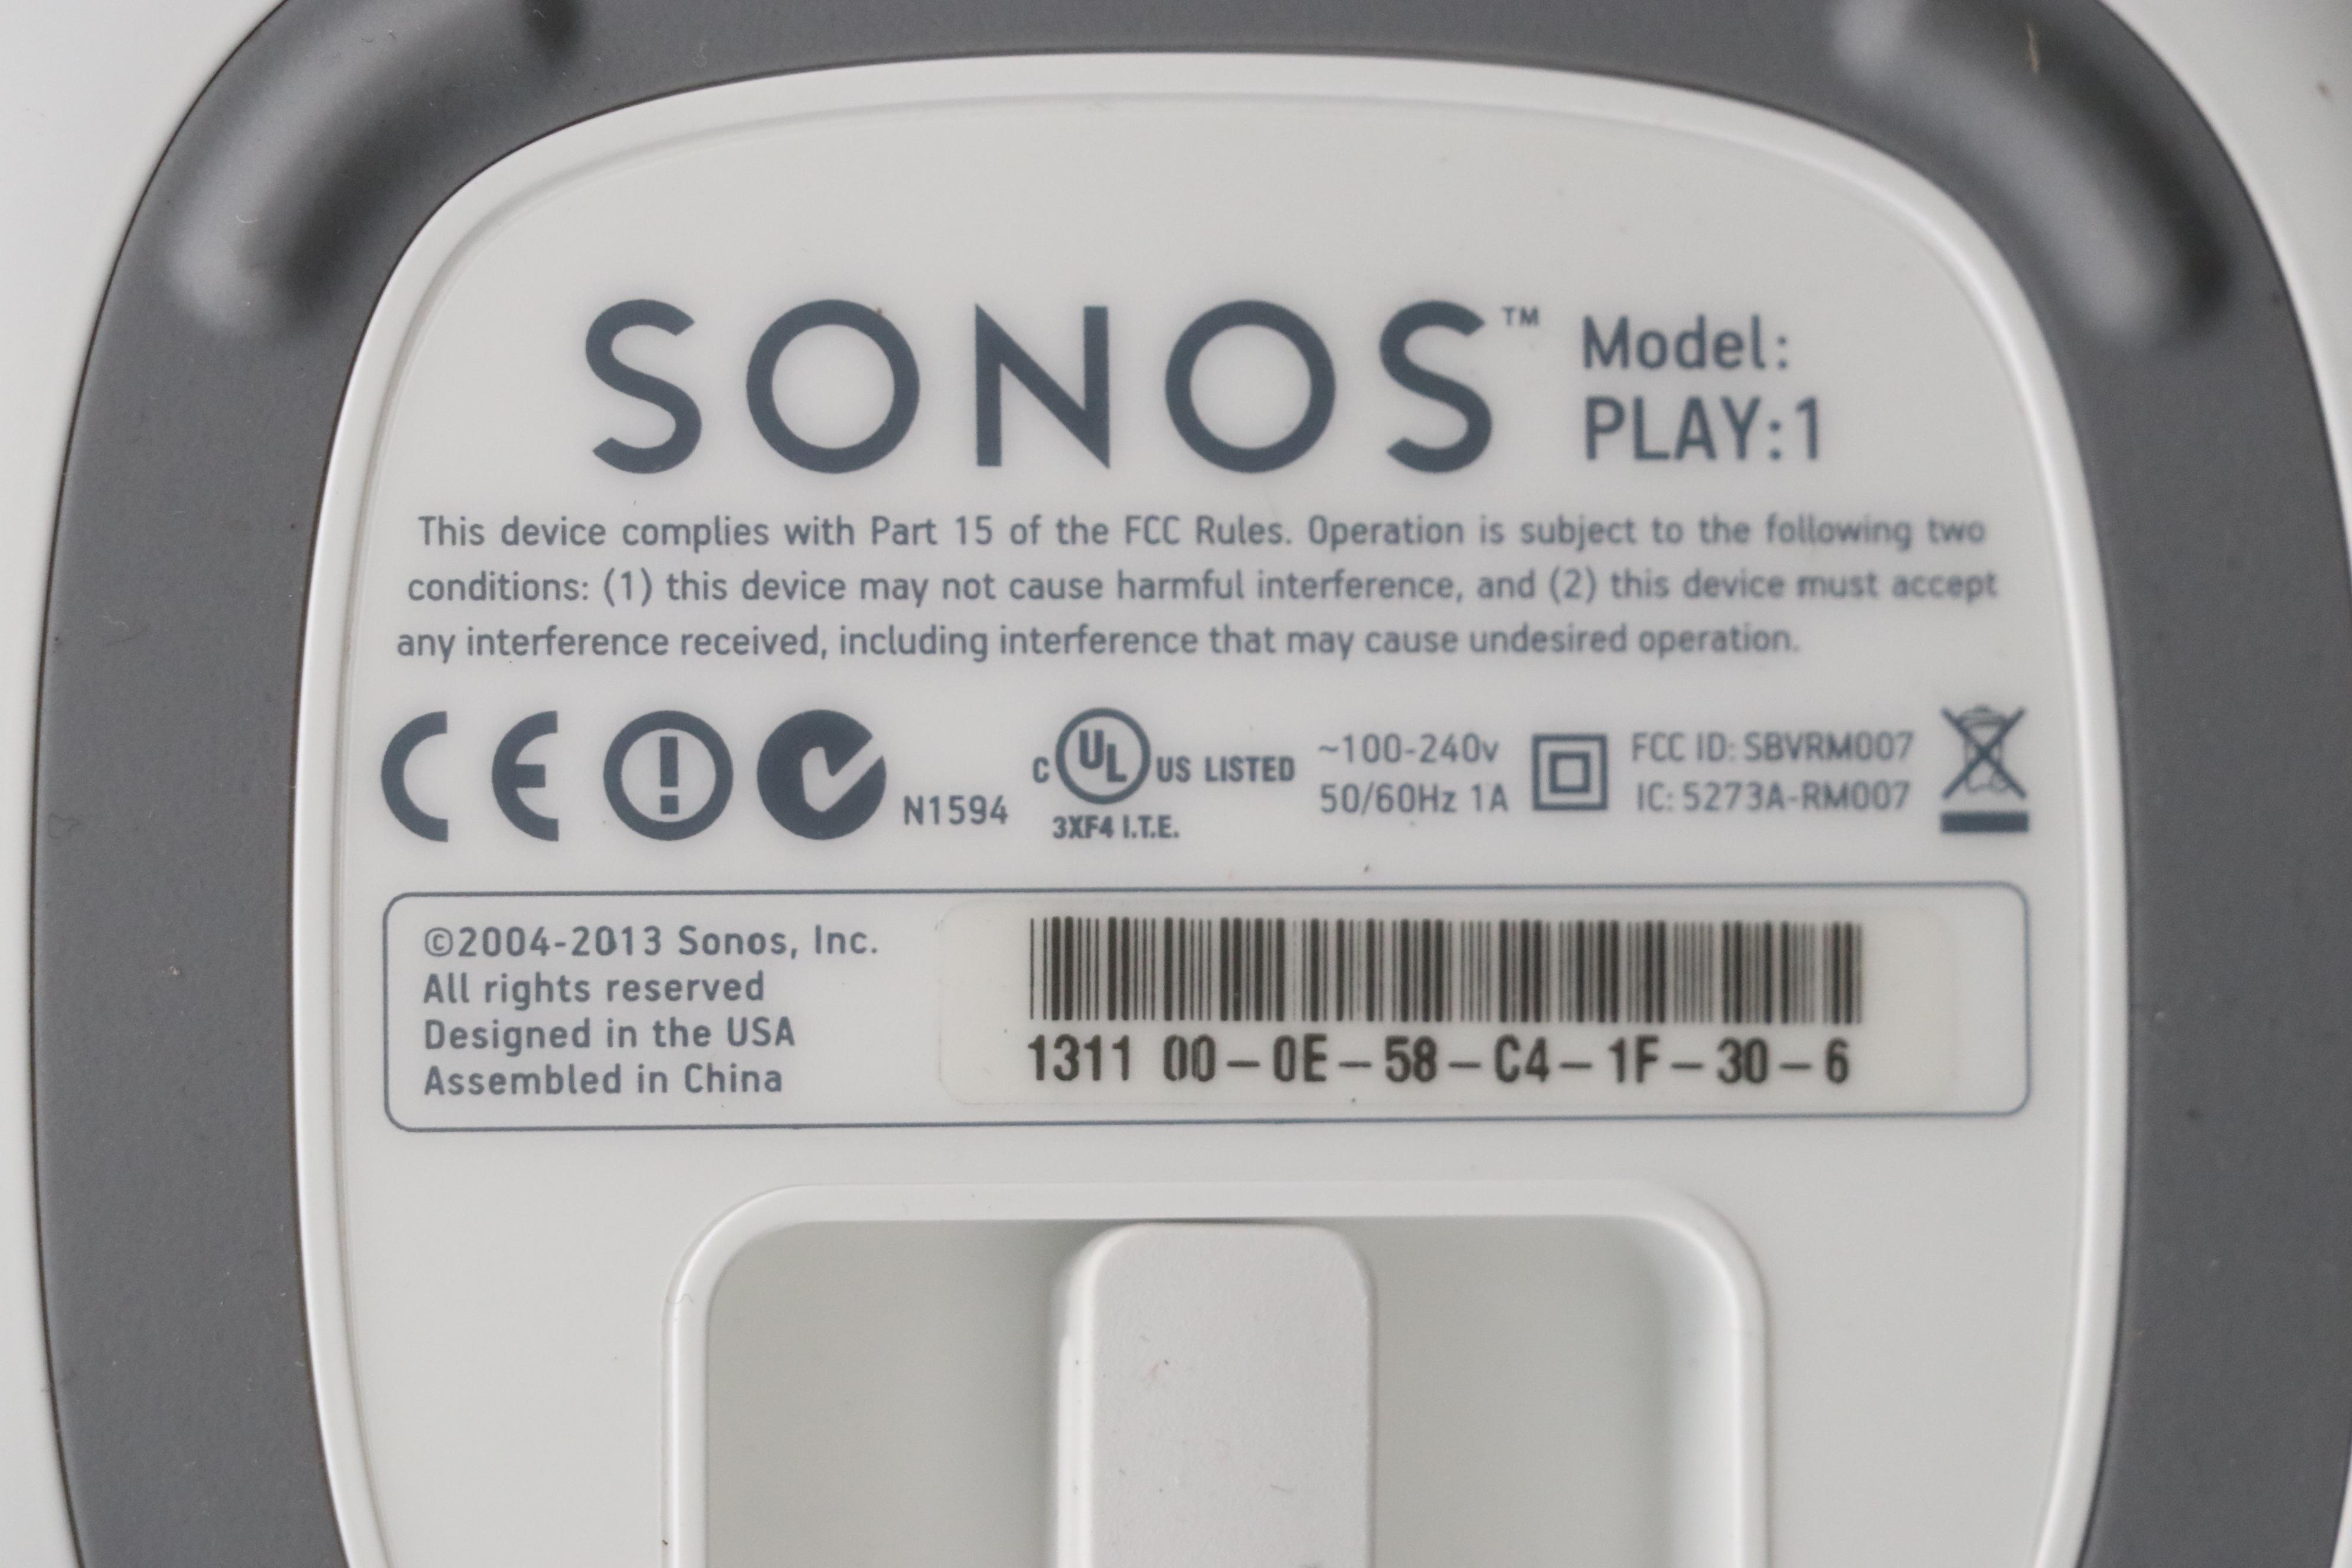 SONOS™ Model:
PLAY:1
This device complies with Part 15 of the FCC Rules. Operation is subject to the following two
conditions: (1) this device may not cause harmful interference, and (2) this device must accept
any interference received, including interference that may cause undesired operation.
CE N1594
C UL US LISTED
3XF4 I.T.E.
~100-240v
50/60Hz 1A
FCC ID: SBVRM007
IC: 5273A-RM007
©2004-2013 Sonos, Inc.
All rights reserved
Designed in the USA
Assembled in China
1311 00-0E-58-C4-1F-30-6